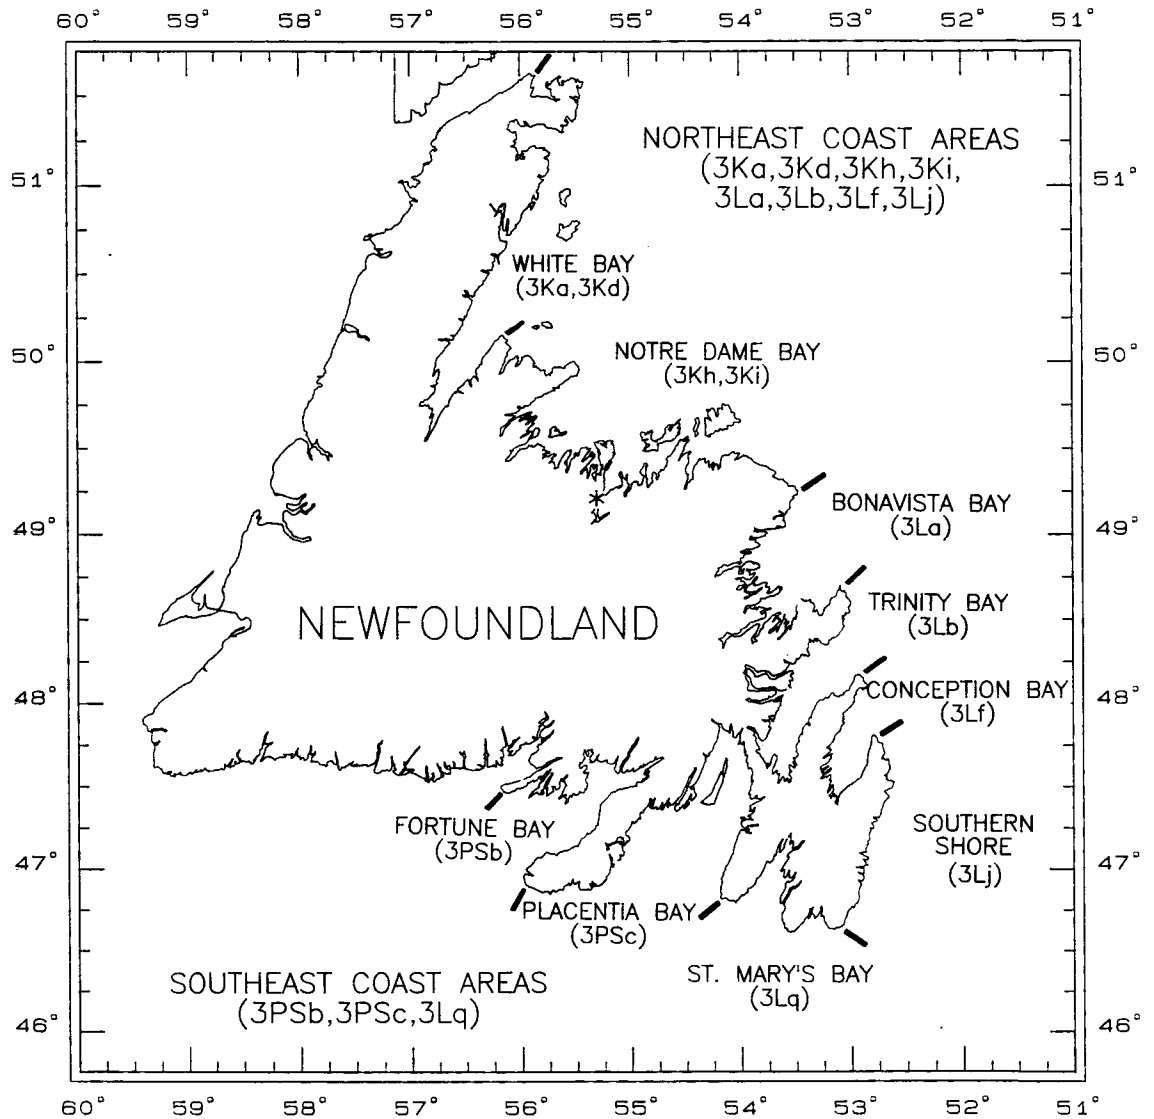 60° 59° 58° 57° 56° 55° 54° 53° 52° 51°
NORTHEAST COAST AREAS
(3Ka,3Kd,3Kh,3Ki,
3La,3Lb,3Lf,3Lj)
51° 51°
WHITE BAY
(3Ka,3Kd)
50° 50°
NOTRE DAME BAY
(3Kh,3Ki)
BONAVISTA BAY
(3La)
49° 49°
TRINITY BAY
(3Lb)
NEWFOUNDLAND
CONCEPTION BAY
(3Lf)
48° 48°
FORTUNE BAY
(3PSb)
SOUTHERN
SHORE
(3Lj)
47° 47°
PLACENTIA BAY
(3PSc)
ST. MARY'S BAY
(3Lq)
SOUTHEAST COAST AREAS
(3PSb,3PSc,3Lq)
46° 46°
60° 59° 58° 57° 56° 55° 54° 53° 52° 51°